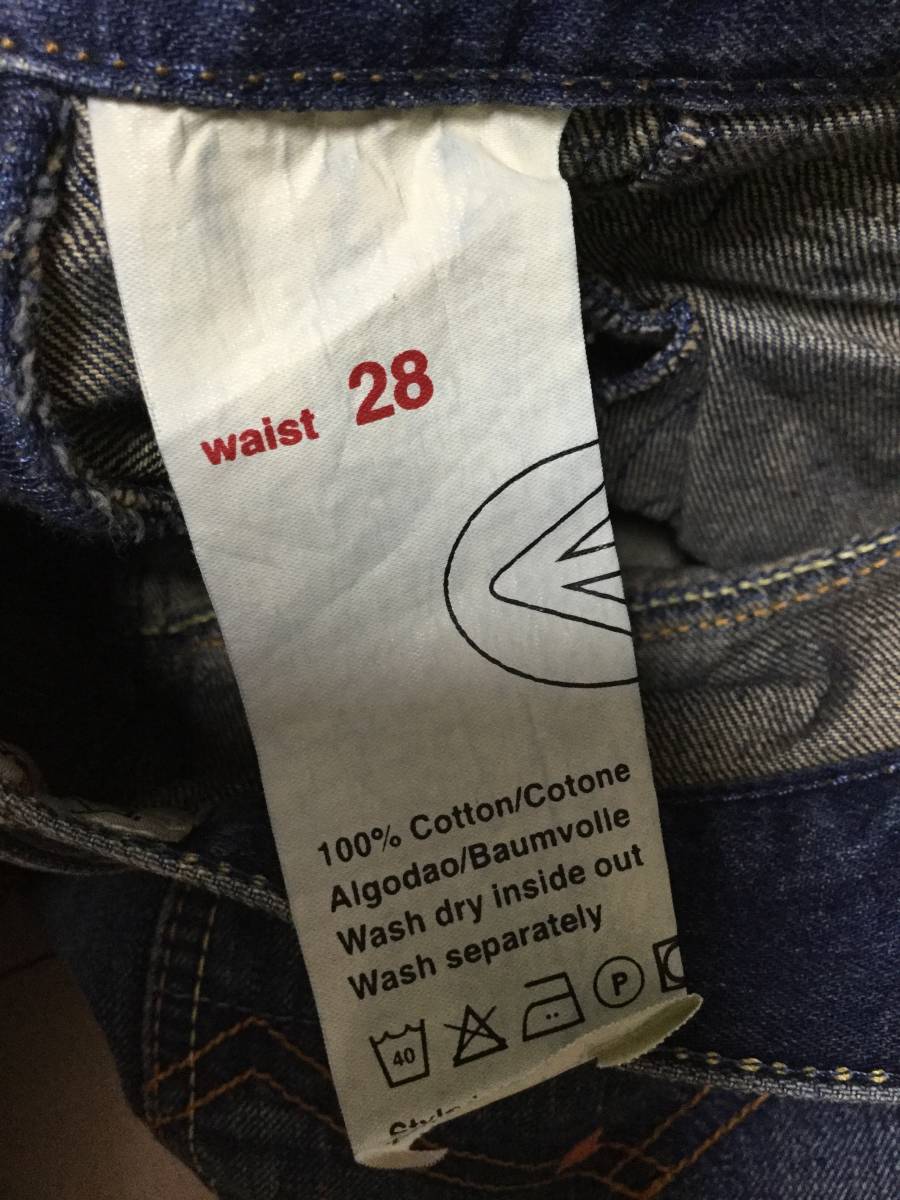 waist 28
100% Cotton/Cotone
Algodao/Baumvolle
Wash dry inside out
Wash separately
40
P